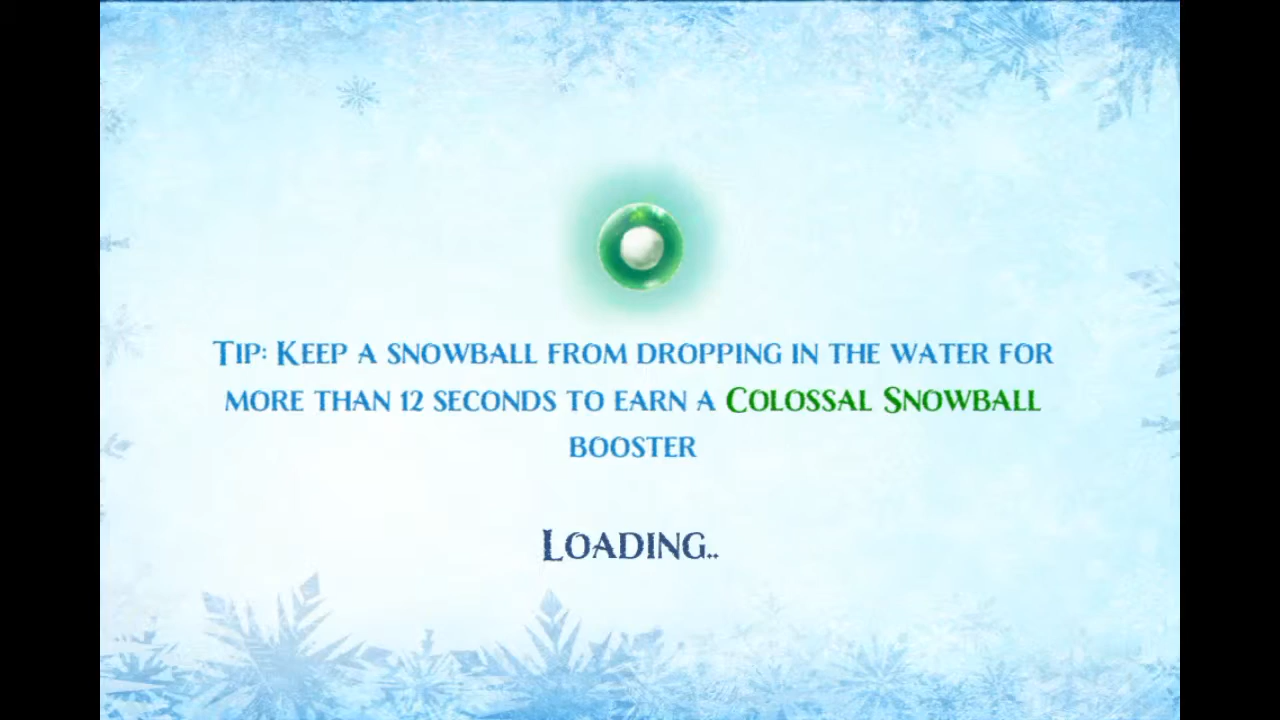 Tip: Keep a snowball from dropping in the water for
more than 12 seconds to earn a Colossal Snowball
booster
Loading..